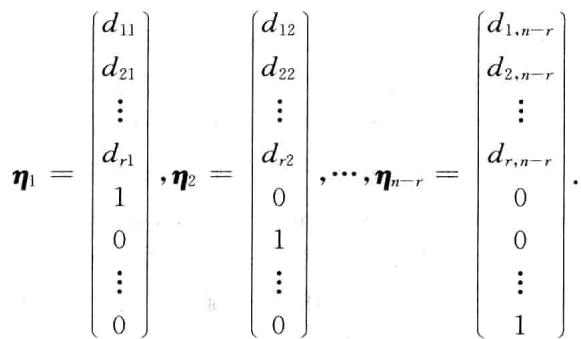 $$\boldsymbol{\eta}_1 = \begin{pmatrix} d_{11} \\ d_{21} \\ \vdots \\ d_{r1} \\ 1 \\ 0 \\ \vdots \\ 0 \end{pmatrix}, \boldsymbol{\eta}_2 = \begin{pmatrix} d_{12} \\ d_{22} \\ \vdots \\ d_{r2} \\ 0 \\ 1 \\ \vdots \\ 0 \end{pmatrix}, \cdots, \boldsymbol{\eta}_{n-r} = \begin{pmatrix} d_{1,n-r} \\ d_{2,n-r} \\ \vdots \\ d_{r,n-r} \\ 0 \\ 0 \\ \vdots \\ 1 \end{pmatrix}.$$